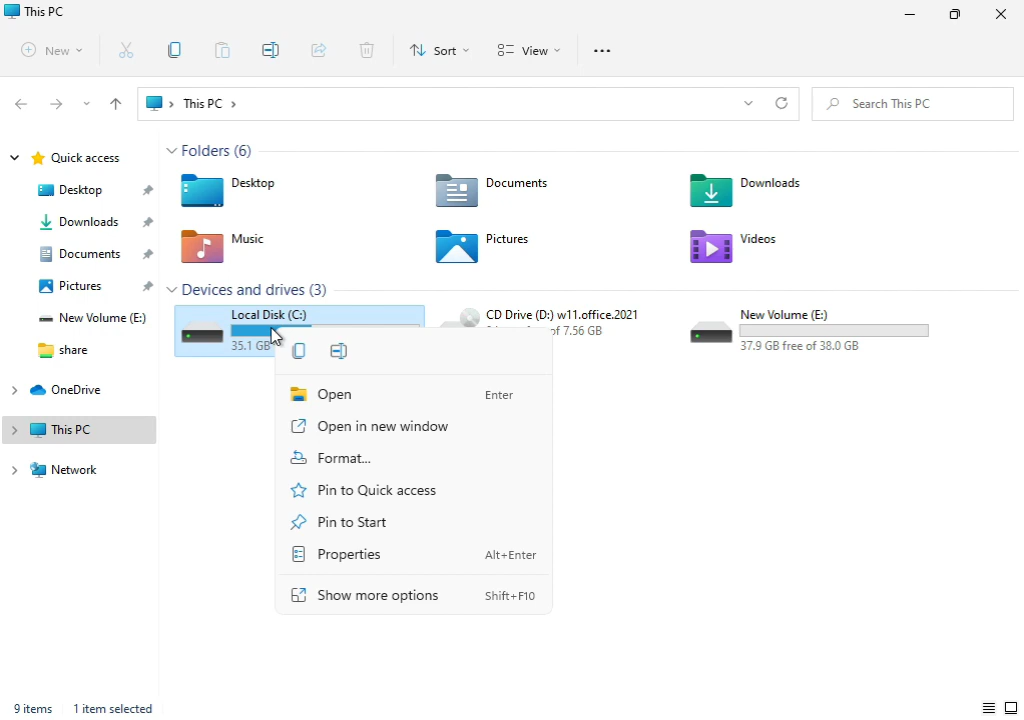 This PC
New
Sort
View
This PC
Search This PC
Quick access
Desktop
Downloads
Documents
Pictures
New Volume (E:)
share
OneDrive
This PC
Network
Folders (6)
Desktop
Documents
Downloads
Music
Pictures
Videos
Devices and drives (3)
Local Disk (C:)
35.1 GB
CD Drive (D:) w11.office.2021
of 7.56 GB
New Volume (E:)
37.9 GB free of 38.0 GB
Open Enter
Open in new window
Format...
Pin to Quick access
Pin to Start
Properties Alt+Enter
Show more options Shift+F10
9 items 1 item selected